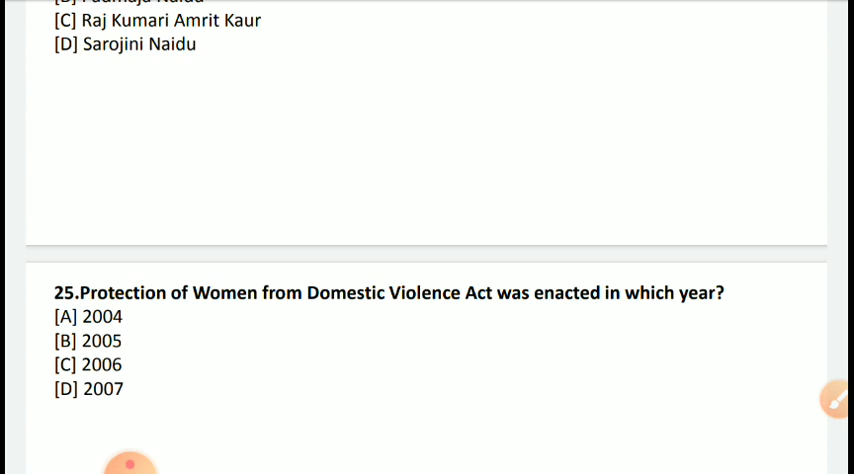 [C] Raj Kumari Amrit Kaur
[D] Sarojini Naidu
25.Protection of Women from Domestic Violence Act was enacted in which year?
[A] 2004
[B] 2005
[C] 2006
[D] 2007